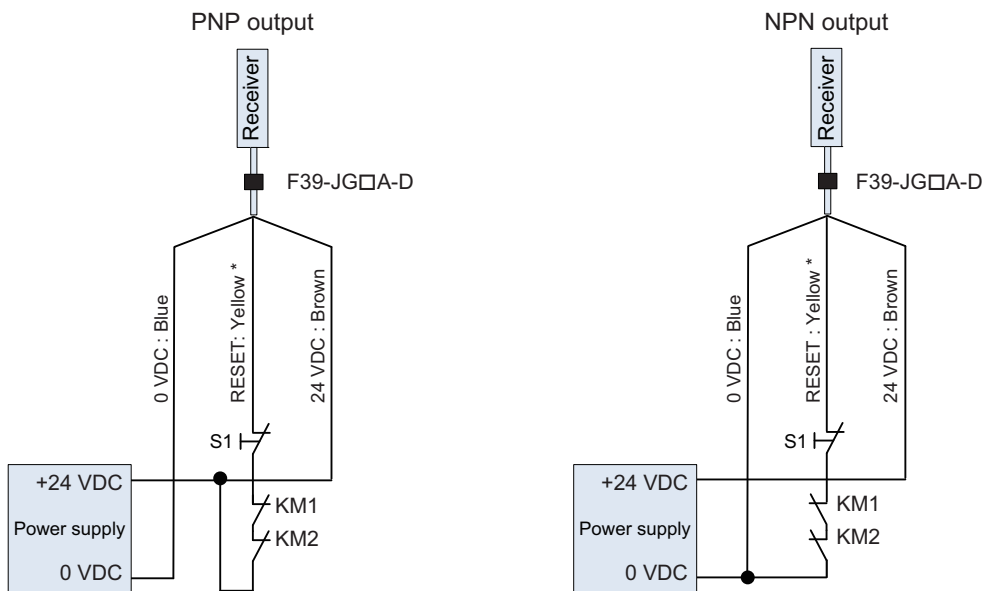 PNP output
Receiver
F39-JG□A-D
0 VDC : Blue
RESET: Yellow *
24 VDC : Brown
S1
+24 VDC
Power supply
0 VDC
KM1
KM2
NPN output
Receiver
F39-JG□A-D
0 VDC : Blue
RESET : Yellow *
24 VDC : Brown
S1
+24 VDC
Power supply
0 VDC
KM1
KM2